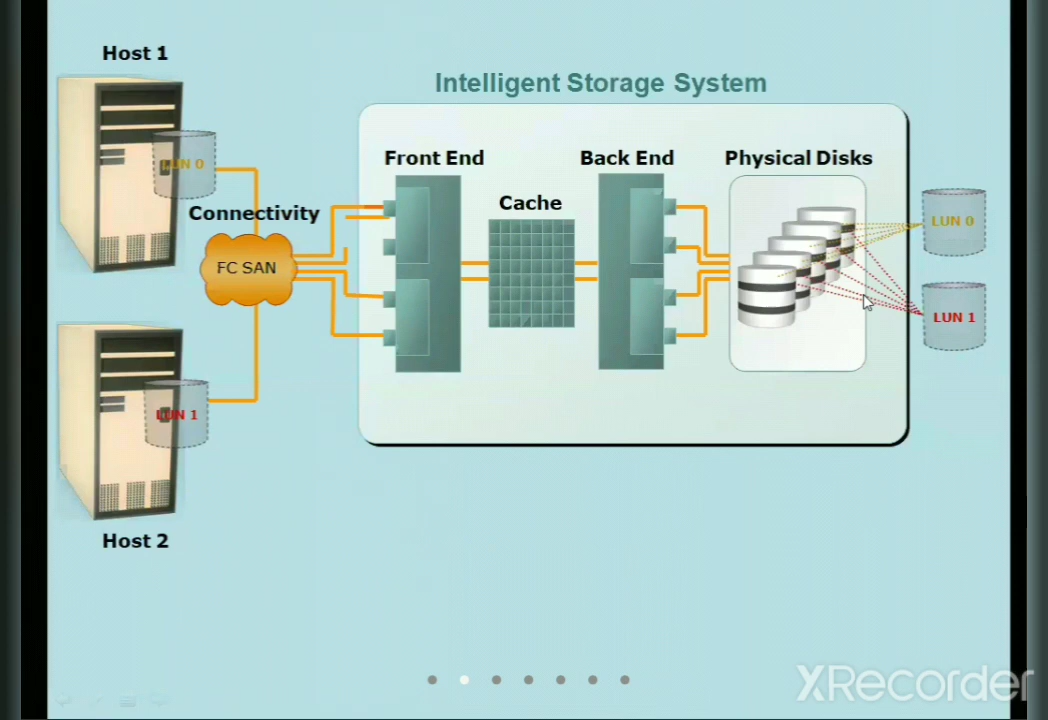 Host 1
Intelligent Storage System
LUN 0
Connectivity
FC SAN
Front End
Cache
Back End
Physical Disks
LUN 0
LUN 1
LUN 1
Host 2
XRecorder